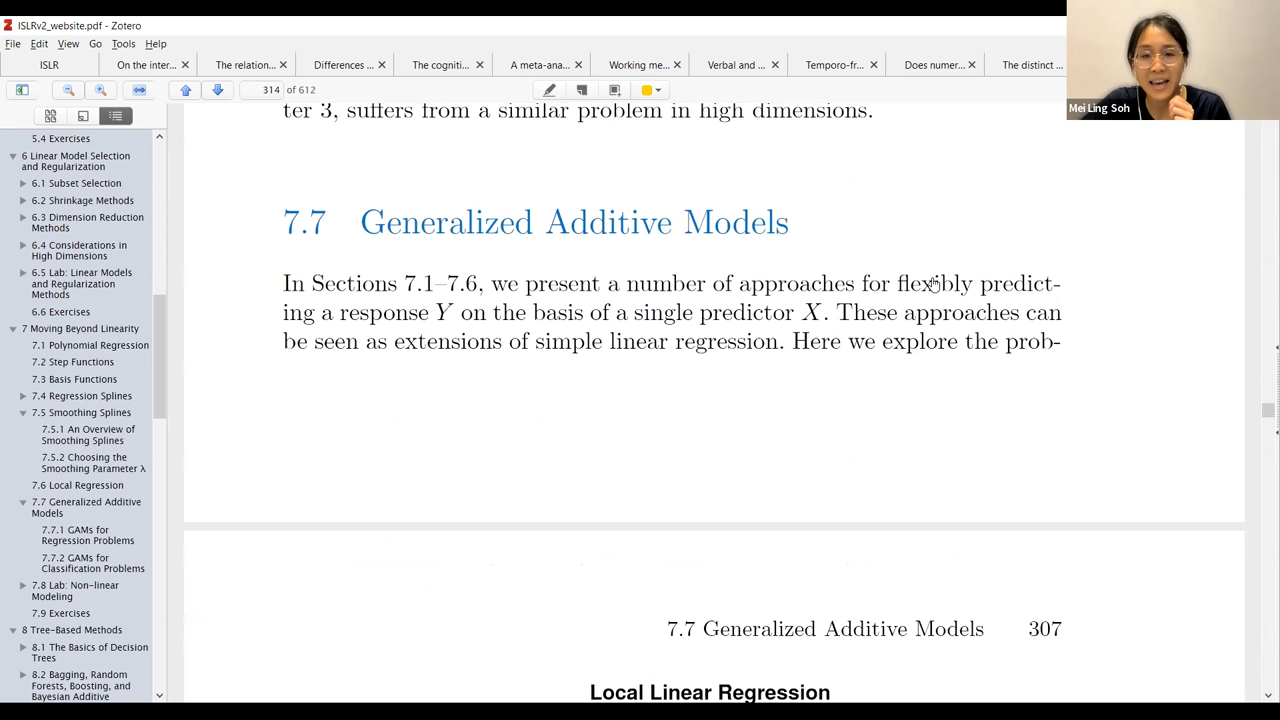 ISLRv2_website.pdf - Zotero
File Edit View Go Tools Help
ISLR
On the inter...
The relation...
Differences ...
The cogniti...
A meta-ana...
Working me...
Verbal and ...
Temporo-fr...
Does numer...
The distinct
314 of 612
Mei Ling Soh
5.4 Exercises
6 Linear Model Selection
and Regularization
6.1 Subset Selection
6.2 Shrinkage Methods
6.3 Dimension Reduction
Methods
6.4 Considerations in
High Dimensions
6.5 Lab: Linear Models
and Regularization
Methods
6.6 Exercises
7 Moving Beyond Linearity
7.1 Polynomial Regression
7.2 Step Functions
7.3 Basis Functions
7.4 Regression Splines
7.5 Smoothing Splines
7.5.1 An Overview of
Smoothing Splines
7.5.2 Choosing the
Smoothing Parameter λ
7.6 Local Regression
7.7 Generalized Additive
Models
7.7.1 GAMs for
Regression Problems
7.7.2 GAMs for
Classification Problems
7.8 Lab: Non-linear
Modeling
7.9 Exercises
8 Tree-Based Methods
8.1 The Basics of Decision
Trees
8.2 Bagging, Random
Forests, Boosting, and
Bayesian Additive
ter 3, suffers from a similar problem in high dimensions.
7.7 Generalized Additive Models
In Sections 7.1–7.6, we present a number of approaches for flexibly predict-
ing a response Y on the basis of a single predictor X. These approaches can
be seen as extensions of simple linear regression. Here we explore the prob-
7.7 Generalized Additive Models 307
Local Linear Regression